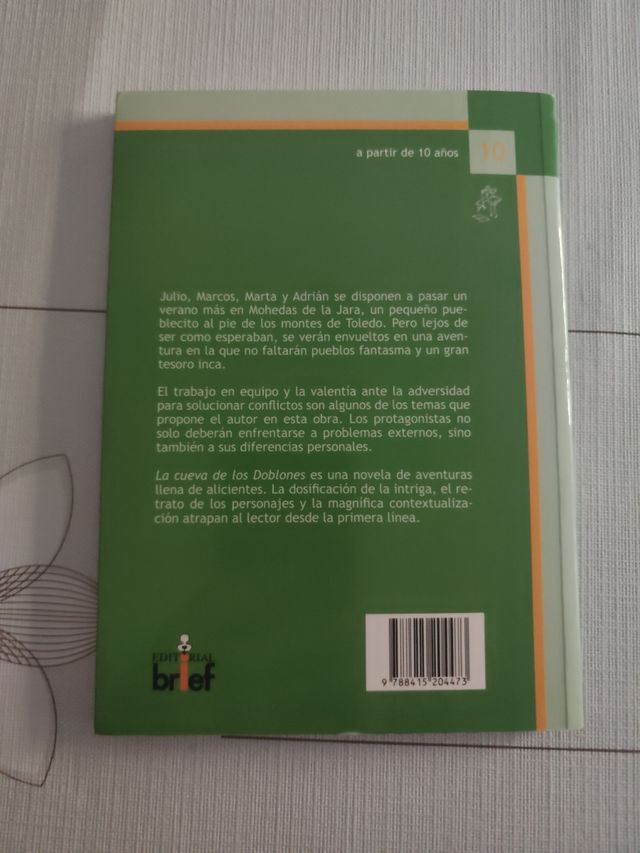 a partir de 10 años
10
Julio, Marcos, Marta y Adrián se disponen a pasar un
verano más en Mohedas de la Jara, un pequeño pue-
blecito al pie de los montes de Toledo. Pero lejos de
ser como esperaban, se verán envueltos en una aven-
tura en la que no faltarán pueblos fantasma y un gran
tesoro inca.
El trabajo en equipo y la valentía ante la adversidad
para solucionar conflictos son algunos de los temas que
propone el autor en esta obra. Los protagonistas no
solo deberán enfrentarse a problemas externos, sino
también a sus diferencias personales.
La cueva de los Doblones es una novela de aventuras
llena de alicientes. La dosificación de la intriga, el re-
trato de los personajes y la magnífica contextualiza-
ción atrapan al lector desde la primera línea.
EDITORIAL
brief
9 788415 204473